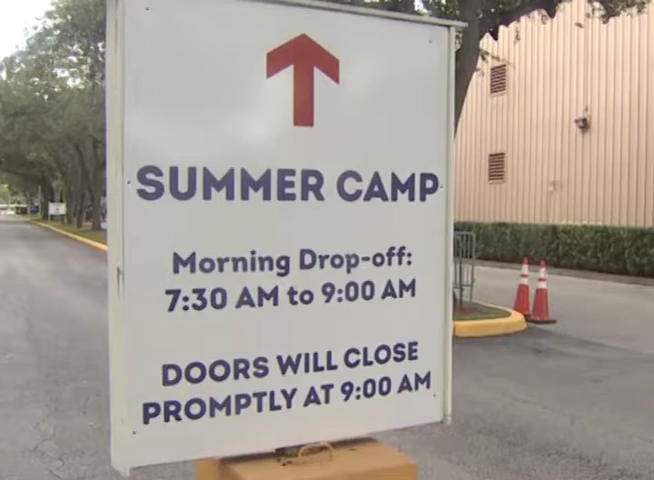 SUMMER CAMP
Morning Drop-off:
7:30 AM to 9:00 AM
DOORS WILL CLOSE
PROMPTLY AT 9:00 AM